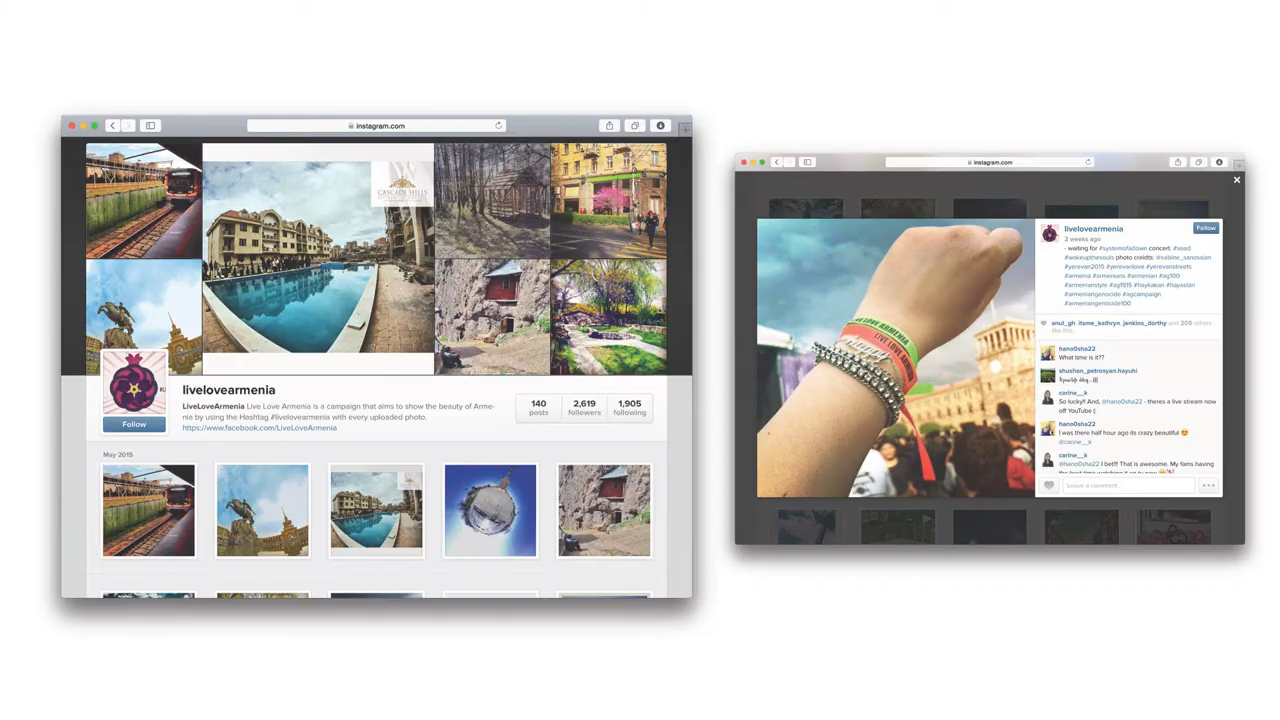 instagram.com
CASCADE HILLS
livelovearmenia
LiveLoveArmenia Live Love Armenia is a campaign that aims to show the beauty of Arme-
nia by using the Hashtag #livelovearmenia with every uploaded photo.
https://www.facebook.com/LiveLoveArmenia
140
posts
2,619
followers
1,905
following
Follow
May 2015
instagram.com
livelovearmenia
Follow
2 weeks ago
- waiting for #systemofadown concert. #soad
#wakeupthesouls photo creidts: @sabine_sanossian
#yerevan2015 #yerevanlove #yerevanstreets
#armenia #armenians #armenian #ag100
#armenianstyle #ag1915 #haykakan #hayastan
#armeniangenocide #agcampaign
#armeniangenocide100
anul_gh, itsme_kathryn, jenkins_dorthy and 205 others
like this.
hano0sha22
What time is it??
shushan_petrosyan.hayuhi
carine__k
So lucky!! And, @hano0sha22 - theres a live stream now
off YouTube (:
hano0sha22
I was there half hour ago its crazy beautiful 😍
@carine__k
carine__k
@hano0sha22 I bet!!! That is awesome. My fams having
Leave a comment...
LOVE ARMENIA
LIVE LOVE ARMENIA